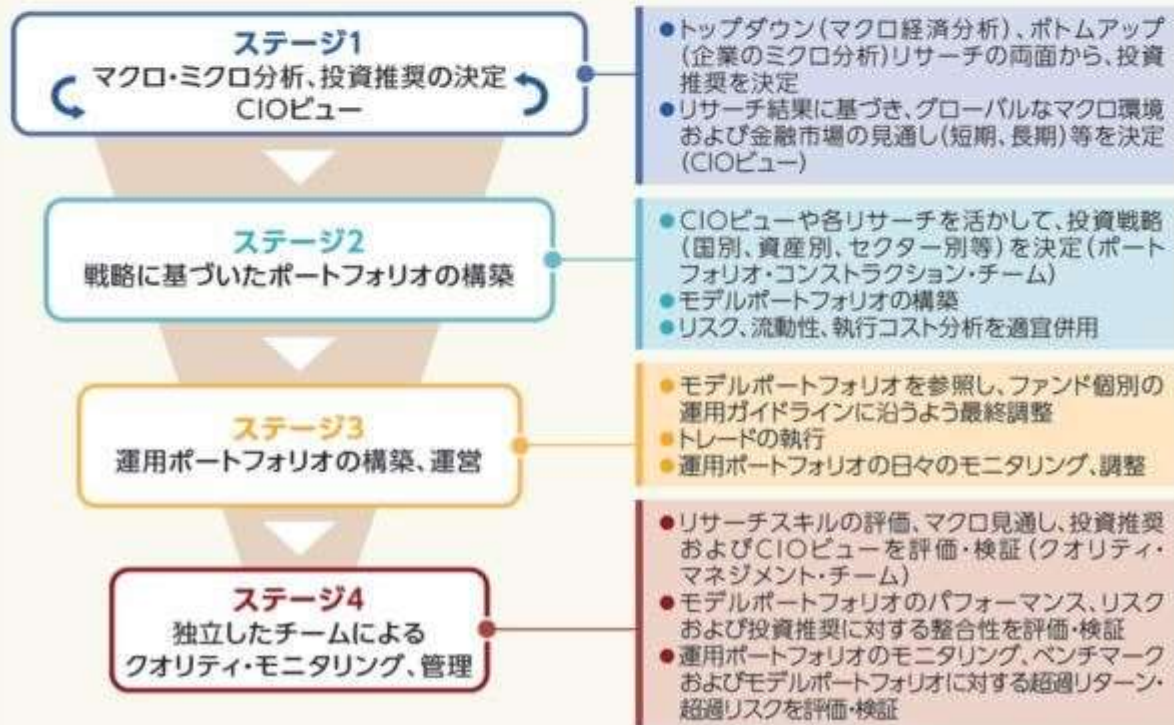 ステージ1
マクロ・ミクロ分析、投資推奨の決定
CIOビュー
●トップダウン(マクロ経済分析)、ボトムアップ
(企業のミクロ分析)リサーチの両面から、投資
推奨を決定
●リサーチ結果に基づき、グローバルなマクロ環境
および金融市場の見通し(短期、長期)等を決定
(CIOビュー)
ステージ2
戦略に基づいたポートフォリオの構築
●CIOビューや各リサーチを活かして、投資戦略
(国別、資産別、セクター別等)を決定(ポート
フォリオ・コンストラクション・チーム)
●モデルポートフォリオの構築
●リスク、流動性、執行コスト分析を適宜併用
ステージ3
運用ポートフォリオの構築、運営
●モデルポートフォリオを参照し、ファンド個別の
運用ガイドラインに沿うよう最終調整
●トレードの執行
●運用ポートフォリオの日々のモニタリング、調整
ステージ4
独立したチームによる
クオリティ・モニタリング、管理
●リサーチスキルの評価、マクロ見通し、投資推奨
およびCIOビューを評価・検証(クオリティ・
マネジメント・チーム)
●モデルポートフォリオのパフォーマンス、リスク
および投資推奨に対する整合性を評価・検証
●運用ポートフォリオのモニタリング、ベンチマーク
およびモデルポートフォリオに対する超過リターン・
超過リスクを評価・検証